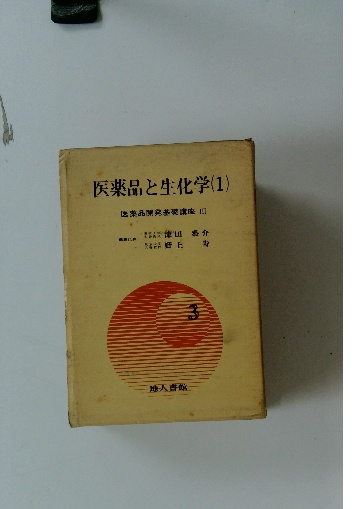 医薬品と生化学(1)
医薬品開発基礎講座 III
津田 恭介
野上 寿
3
地人書館